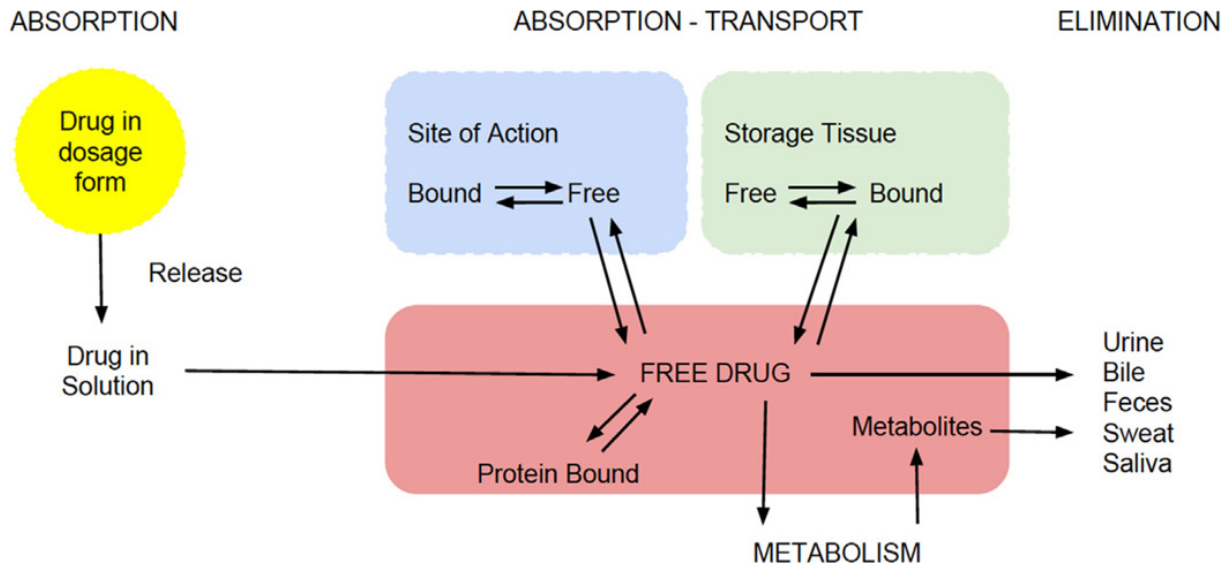 ABSORPTION
ABSORPTION - TRANSPORT
ELIMINATION
Drug in
dosage
form
Release
Drug in
Solution
Site of Action
Bound Free
Storage Tissue
Free Bound
FREE DRUG
Protein Bound
Metabolites
METABOLISM
Urine
Bile
Feces
Sweat
Saliva